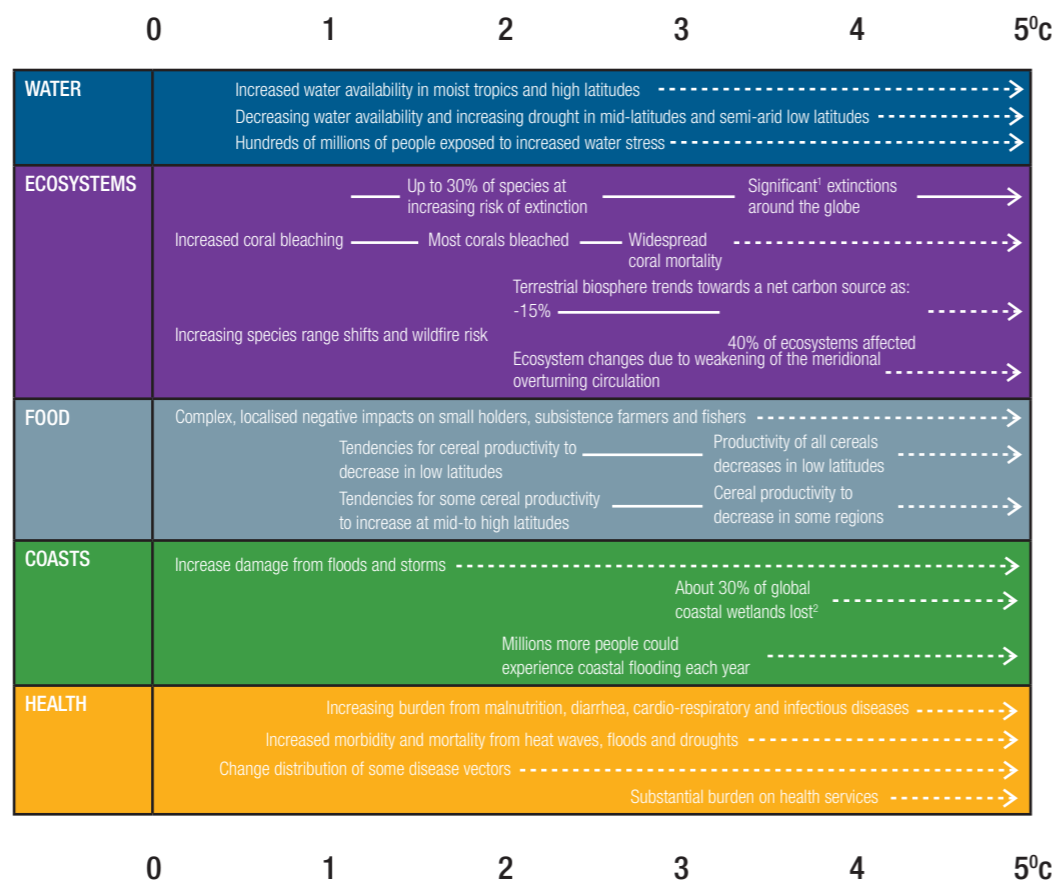 0 1 2 3 4 5⁰c
WATER
Increased water availability in moist tropics and high latitudes
Decreasing water availability and increasing drought in mid-latitudes and semi-arid low latitudes
Hundreds of millions of people exposed to increased water stress
ECOSYSTEMS
Up to 30% of species at
increasing risk of extinction
Significant¹ extinctions
around the globe
Increased coral bleaching
Most corals bleached
Widespread
coral mortality
Terrestrial biosphere trends towards a net carbon source as:
-15%
Increasing species range shifts and wildfire risk
40% of ecosystems affected
Ecosystem changes due to weakening of the meridional
overturning circulation
FOOD
Complex, localised negative impacts on small holders, subsistence farmers and fishers
Tendencies for cereal productivity to
decrease in low latitudes
Productivity of all cereals
decreases in low latitudes
Tendencies for some cereal productivity
to increase at mid-to high latitudes
Cereal productivity to
decrease in some regions
COASTS
Increase damage from floods and storms
About 30% of global
coastal wetlands lost²
Millions more people could
experience coastal flooding each year
HEALTH
Increasing burden from malnutrition, diarrhea, cardio-respiratory and infectious diseases
Increased morbidity and mortality from heat waves, floods and droughts
Change distribution of some disease vectors
Substantial burden on health services
0 1 2 3 4 5⁰c